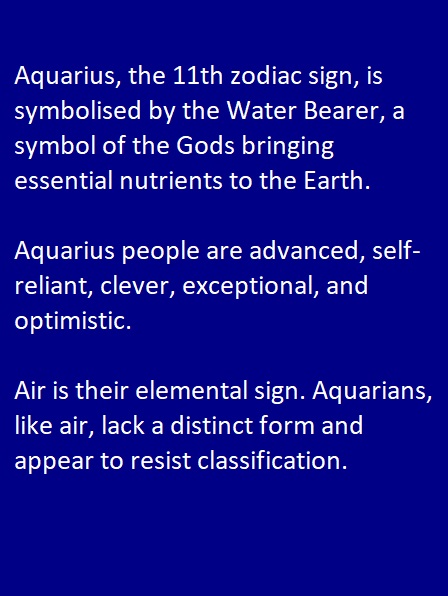 Aquarius, the 11th zodiac sign, is
symbolised by the Water Bearer, a
symbol of the Gods bringing
essential nutrients to the Earth.
Aquarius people are advanced, self-
reliant, clever, exceptional, and
optimistic.
Air is their elemental sign. Aquarians,
like air, lack a distinct form and
appear to resist classification.